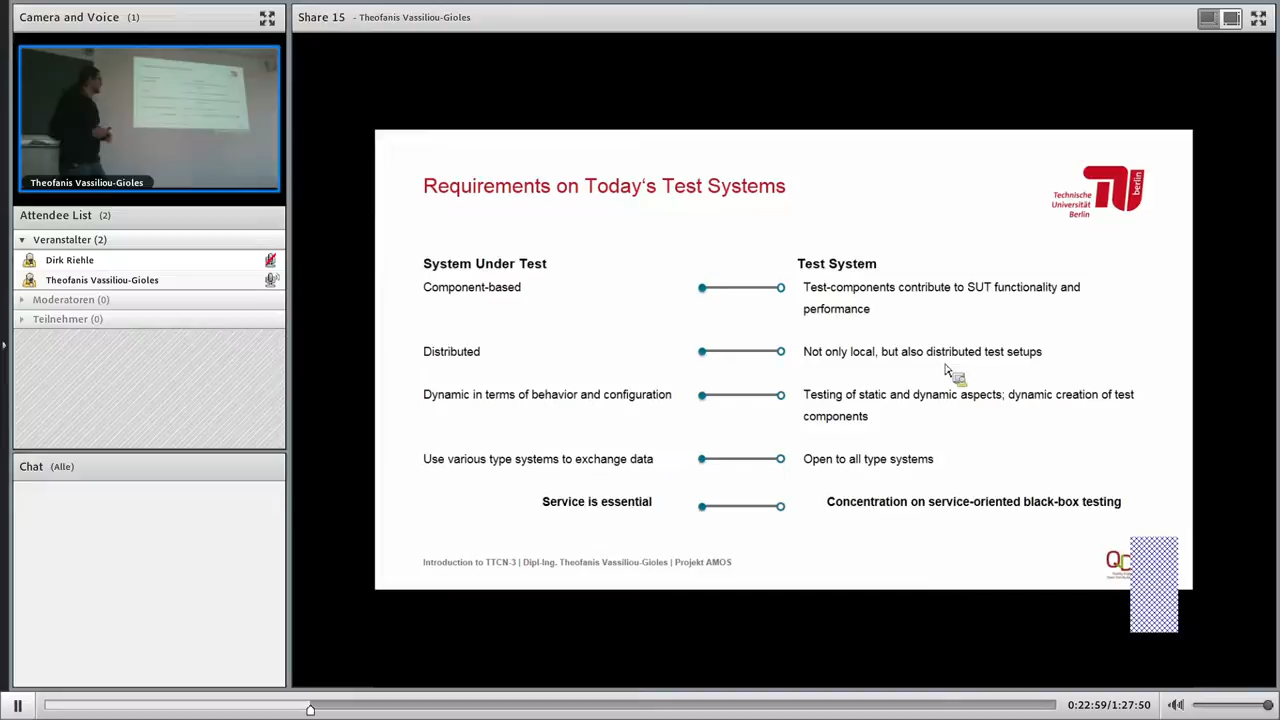 Camera and Voice (1)
Theofanis Vassiliou-Gioles
Attendee List (2)
Veranstalter (2)
Dirk Riehle
Theofanis Vassiliou-Gioles
Moderatoren (0)
Teilnehmer (0)
Chat (Alle)
Share 15 - Theofanis Vassiliou-Gioles
Requirements on Today‘s Test Systems
Technische
Universität
Berlin
berlin
System Under Test
Test System
Component-based
Test-components contribute to SUT functionality and
performance
Distributed
Not only local, but also distributed test setups
Dynamic in terms of behavior and configuration
Testing of static and dynamic aspects; dynamic creation of test
components
Use various type systems to exchange data
Open to all type systems
Service is essential
Concentration on service-oriented black-box testing
Introduction to TTCN-3 | Dipl-Ing. Theofanis Vassiliou-Gioles | Projekt AMOS
0:22:59/1:27:50